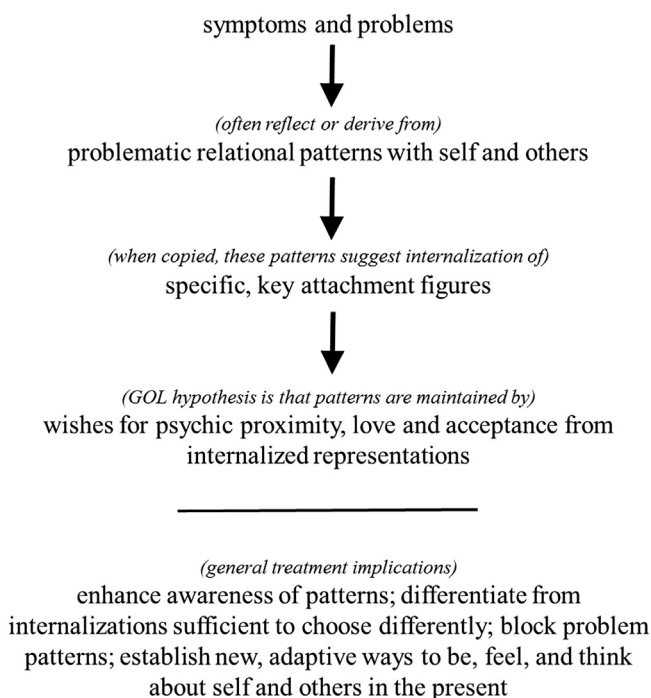 symptoms and problems
(often reflect or derive from)
problematic relational patterns with self and others
(when copied, these patterns suggest internalization of)
specific, key attachment figures
(GOL hypothesis is that patterns are maintained by)
wishes for psychic proximity, love and acceptance from
internalized representations
(general treatment implications)
enhance awareness of patterns; differentiate from
internalizations sufficient to choose differently; block problem
patterns; establish new, adaptive ways to be, feel, and think
about self and others in the present